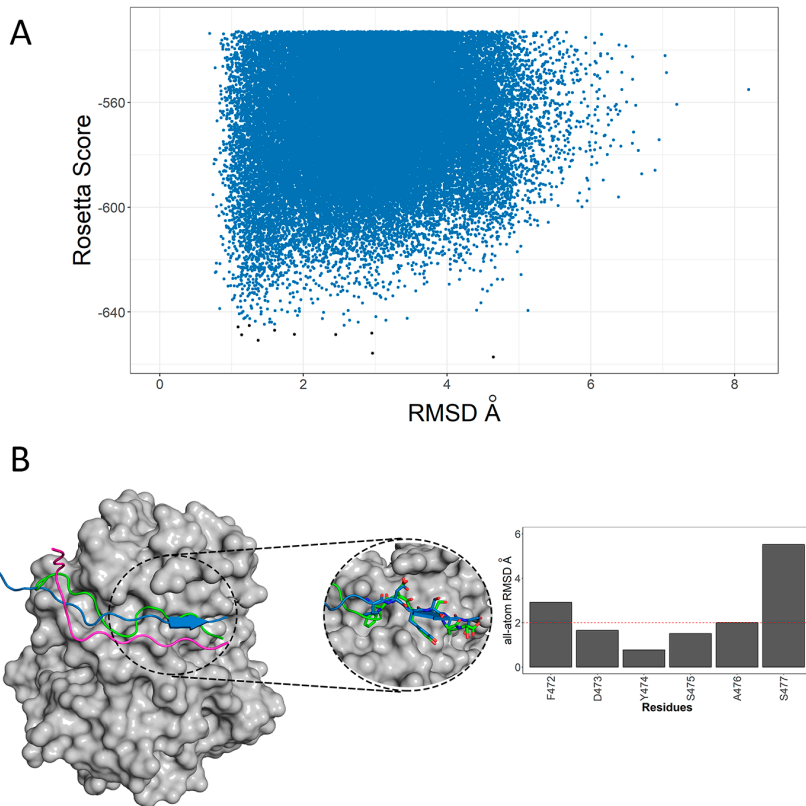 A
Rosetta Score
-560
-600
-640
0 2 4 6 8
RMSD Å
B
all-atom RMSD Å
6
4
2
0
F472 D473 Y474 S475 A476 S477
Residues